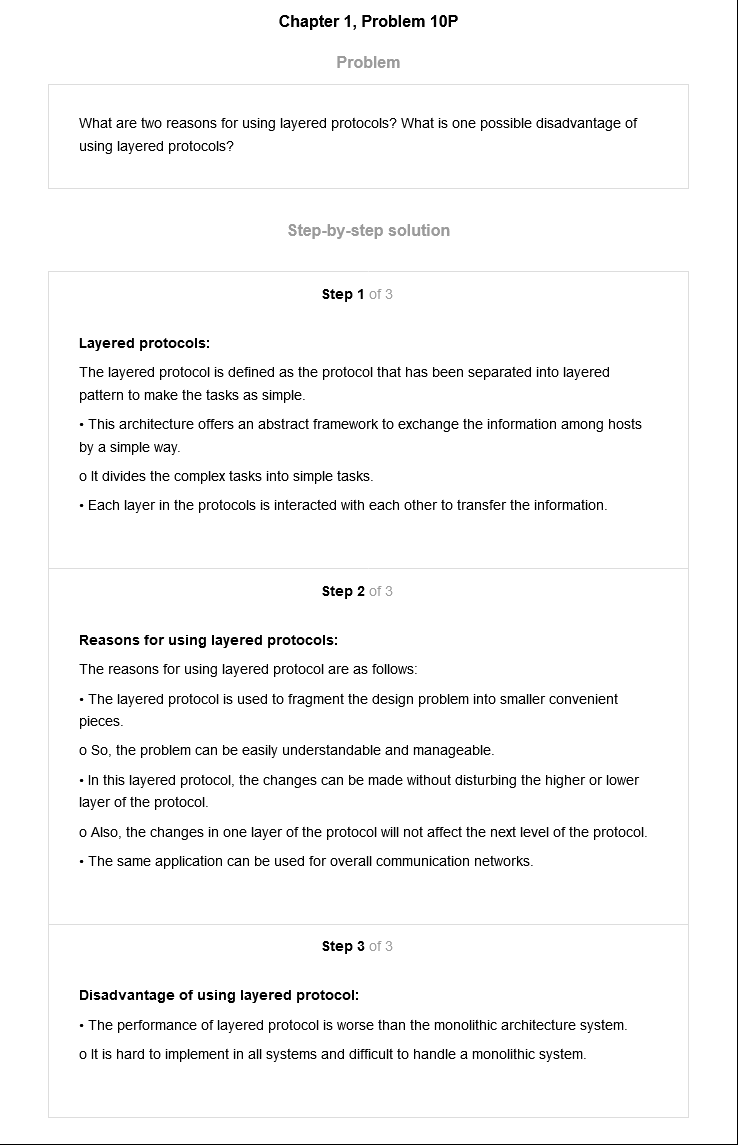 Chapter 1, Problem 10P
Problem
What are two reasons for using layered protocols? What is one possible disadvantage of
using layered protocols?
Step-by-step solution
Step 1 of 3
Layered protocols:
The layered protocol is defined as the protocol that has been separated into layered
pattern to make the tasks as simple.
• This architecture offers an abstract framework to exchange the information among hosts
by a simple way.
o It divides the complex tasks into simple tasks.
• Each layer in the protocols is interacted with each other to transfer the information.
Step 2 of 3
Reasons for using layered protocols:
The reasons for using layered protocol are as follows:
• The layered protocol is used to fragment the design problem into smaller convenient
pieces.
o So, the problem can be easily understandable and manageable.
• In this layered protocol, the changes can be made without disturbing the higher or lower
layer of the protocol.
o Also, the changes in one layer of the protocol will not affect the next level of the protocol.
• The same application can be used for overall communication networks.
Step 3 of 3
Disadvantage of using layered protocol:
• The performance of layered protocol is worse than the monolithic architecture system.
o It is hard to implement in all systems and difficult to handle a monolithic system.